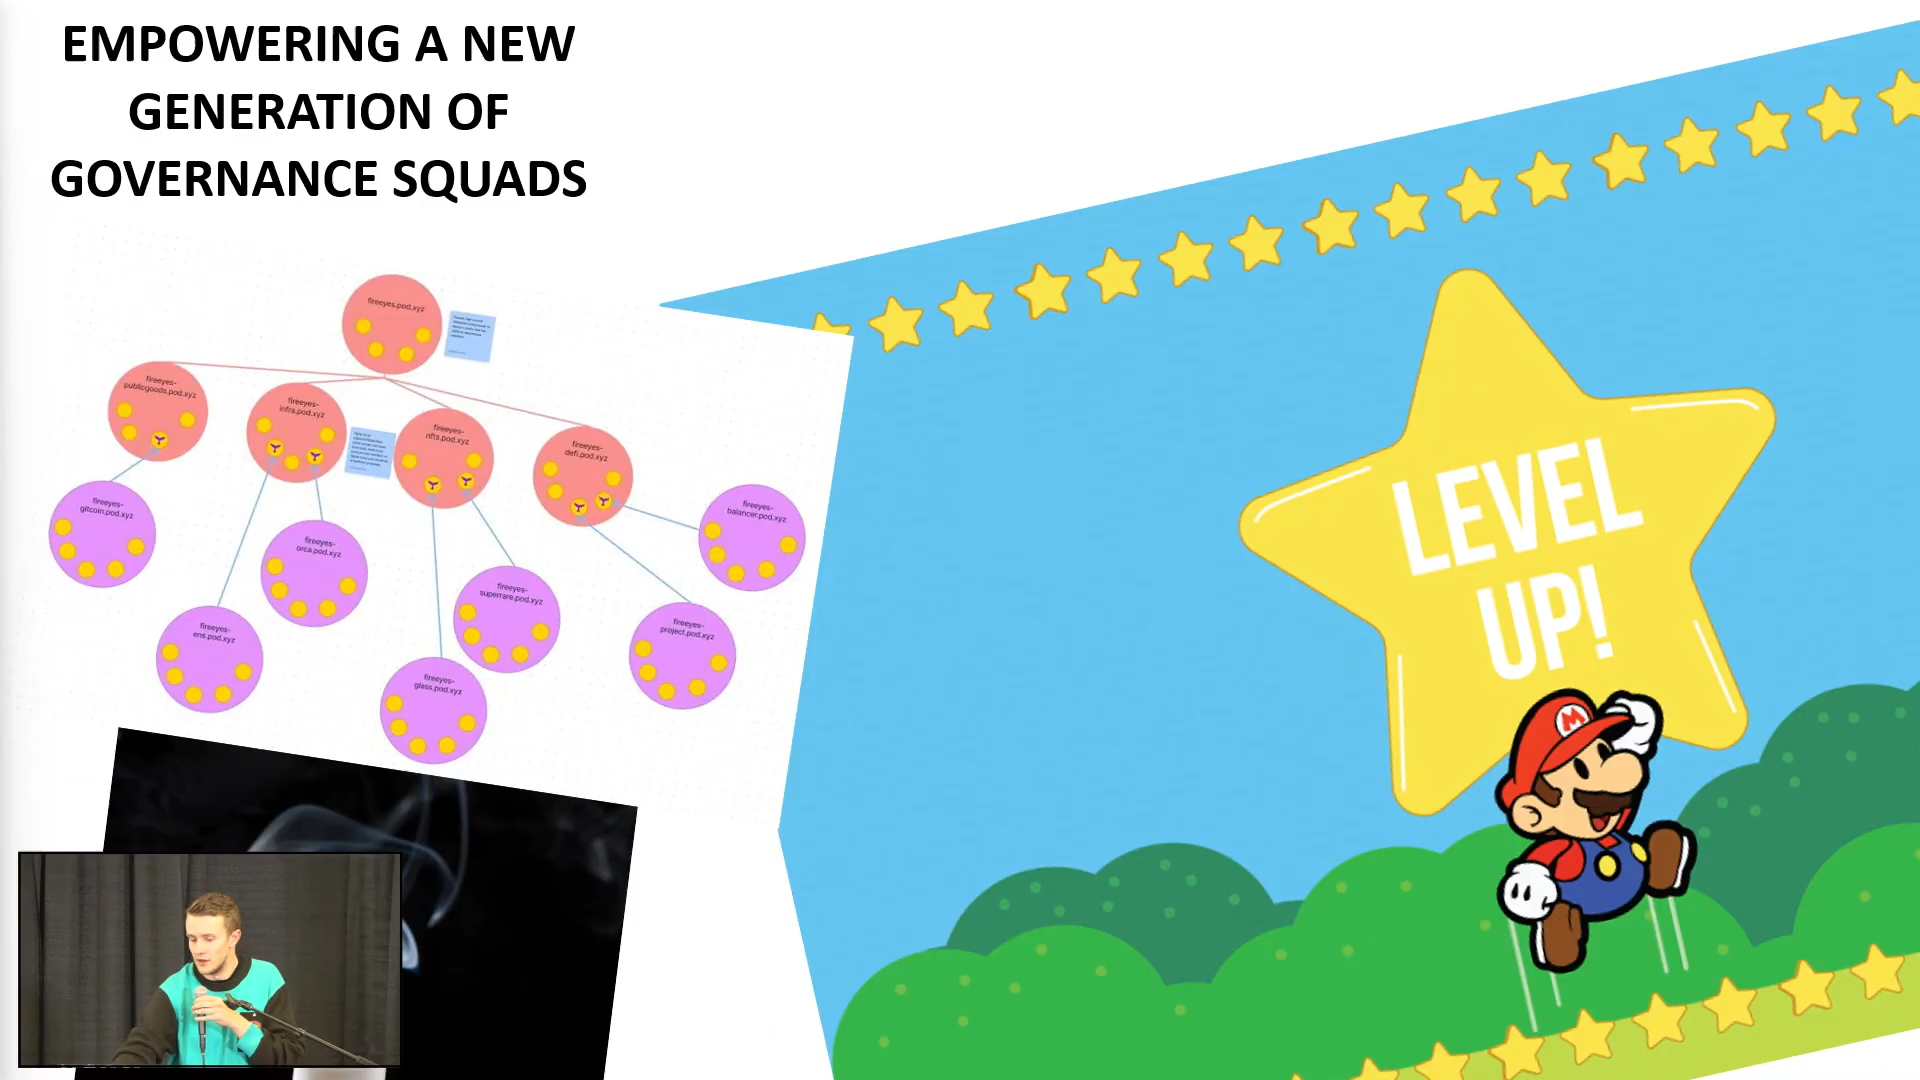 EMPOWERING A NEW
GENERATION OF
GOVERNANCE SQUADS
fireeyes.pod.xyz
fireeyes-
publicgoods.pod.xyz
fireeyes-
infra.pod.xyz
fireeyes-
nfts.pod.xyz
fireeyes-
defi.pod.xyz
fireeyes-
gitcoin.pod.xyz
fireeyes-
orca.pod.xyz
fireeyes-
balancer.pod.xyz
fireeyes-
ens.pod.xyz
fireeyes-
superrare.pod.xyz
fireeyes-
project.pod.xyz
fireeyes-
glass.pod.xyz
LEVEL
UP!
M